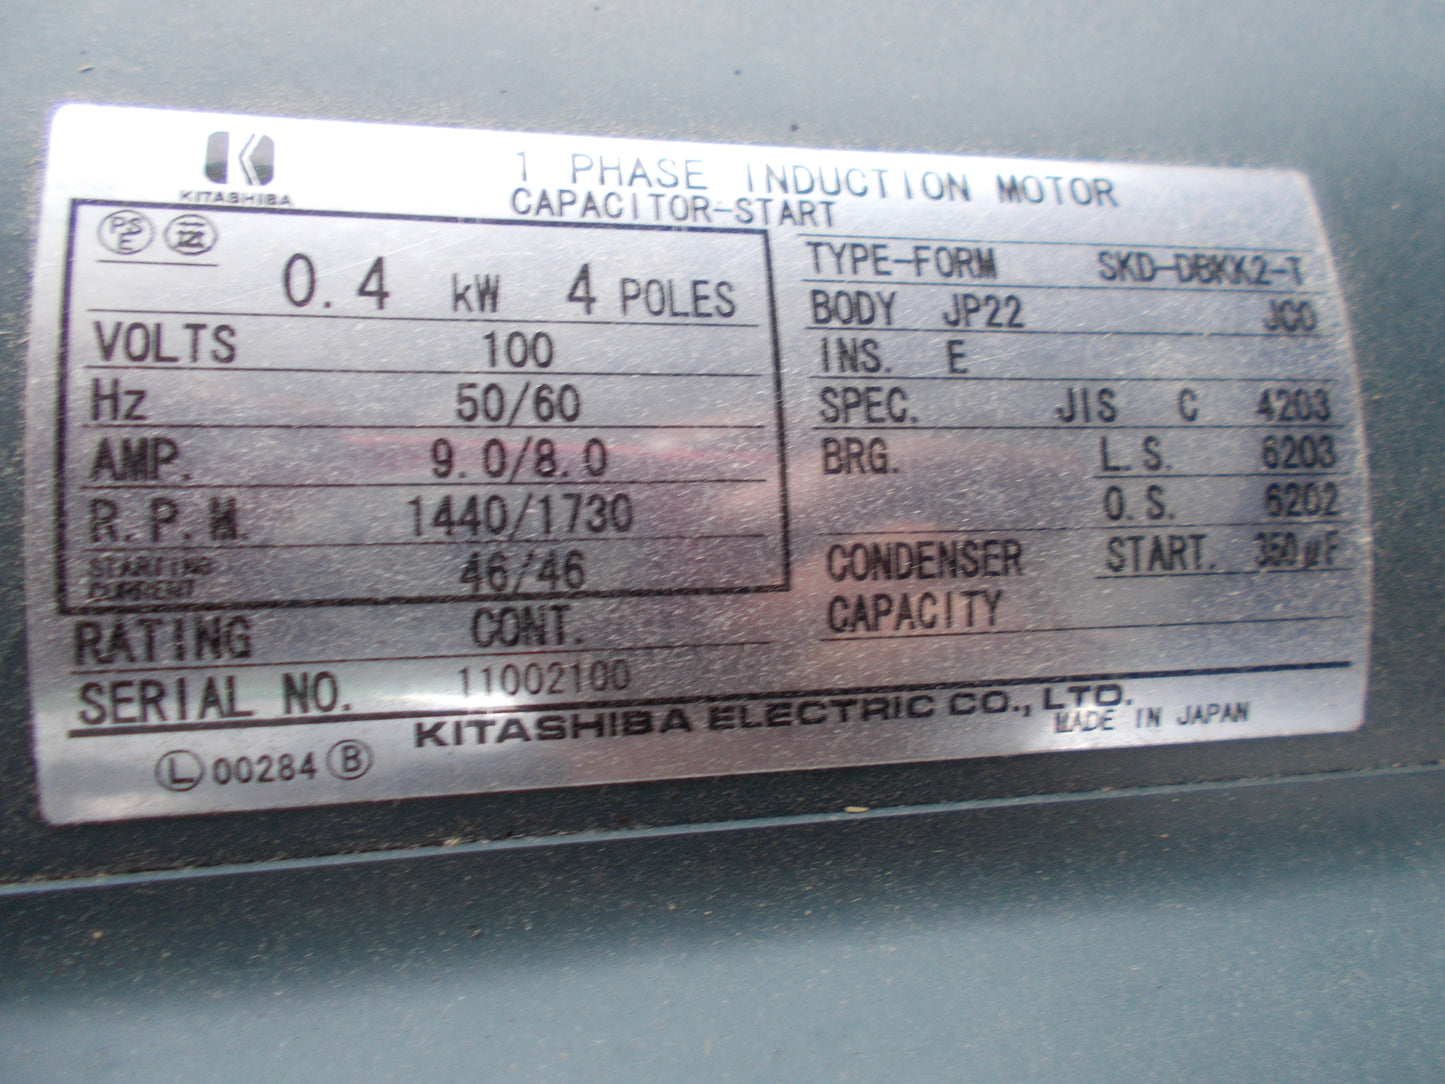 KITASHIBA
1 PHASE INDUCTION MOTOR
CAPACITOR-START
PS E
0.4 kW 4 POLES
VOLTS 100
Hz 50/60
AMP. 9.0/8.0
R.P.M. 1440/1730
STARTING CURRENT 46/46
RATING CONT.
SERIAL NO. 11002100
TYPE-FORM SKD-DBKK2-T
BODY JP22 JC0
INS. E
SPEC. JIS C 4203
BRG. L.S. 6203
O.S. 6202
CONDENSER START. 350μF
CAPACITY
KITASHIBA ELECTRIC CO., LTD.
MADE IN JAPAN
L 00284 B